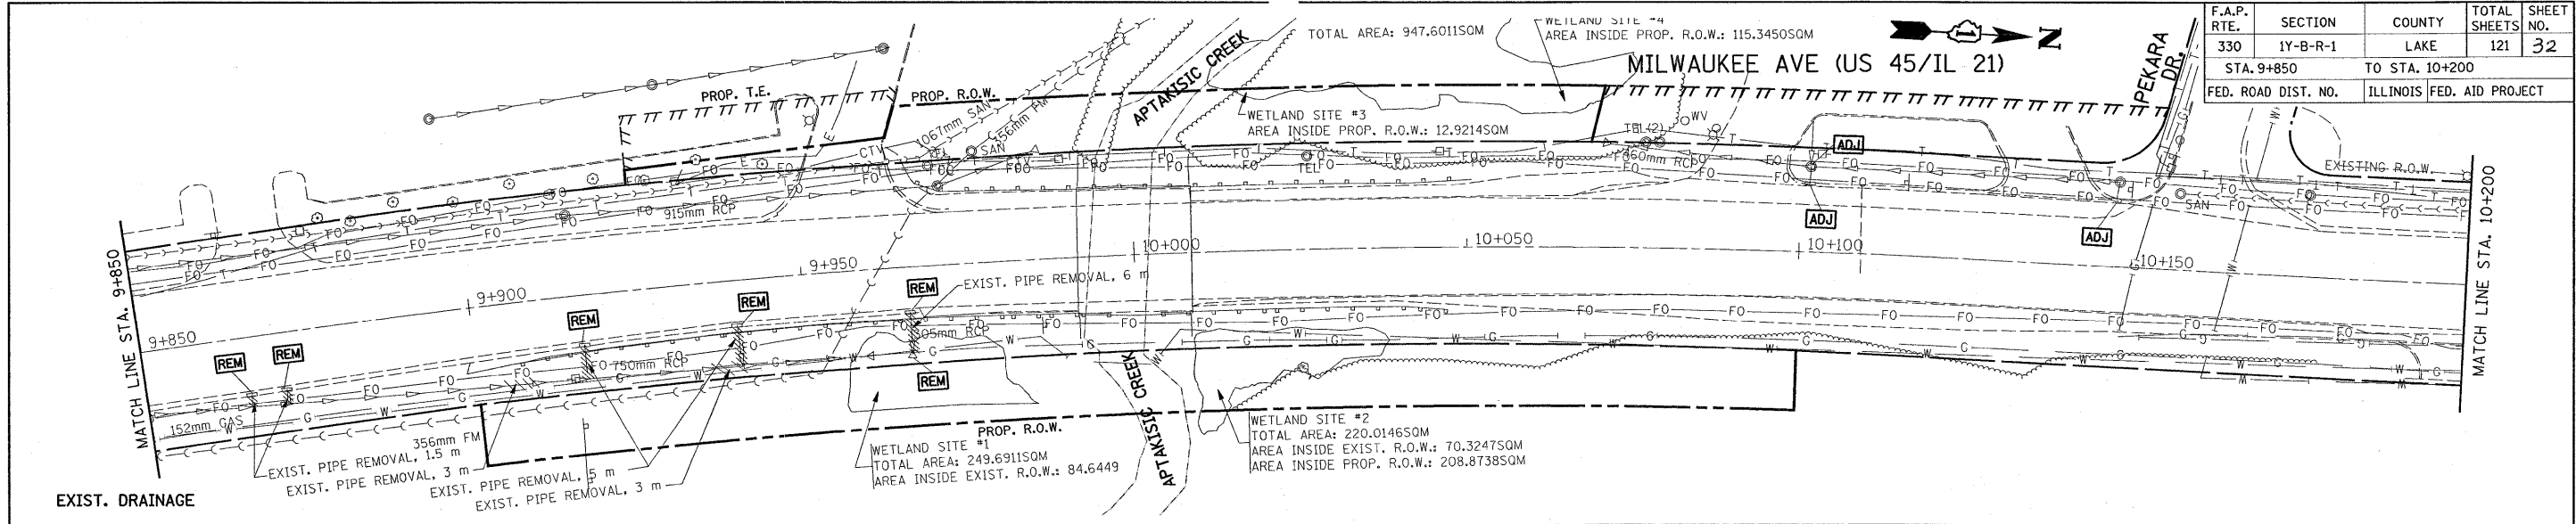 F.A.P. RTE. SECTION COUNTY TOTAL SHEETS SHEET NO.
330 1Y-B-R-1 LAKE 121 32
STA. 9+850 TO STA. 10+200
FED. ROAD DIST. NO. ILLINOIS FED. AID PROJECT
TOTAL AREA: 947.6011SQM
WETLAND SITE #4
AREA INSIDE PROP. R.O.W.: 115.3450SQM
MILWAUKEE AVE (US 45/IL 21)
N
SPEKARA DR.
APTAKISIC CREEK
PROP. T.E.
PROP. R.O.W.
WETLAND SITE #3
AREA INSIDE PROP. R.O.W.: 12.9214SQM
1067mm SAN
356mm FM
SAN
CTV
TEL(2)
WV
TEL
ADJ
ADJ
ADJ
SAN
EXISTING R.O.W.
915mm RCP
MATCH LINE STA. 9+850
9+850
9+900
9+950
10+000
10+050
10+100
10+150
MATCH LINE STA. 10+200
REM
REM
REM
REM
REM
REM
EXIST. PIPE REMOVAL, 6 m
750mm RCP
152mm GAS
356mm FM
EXIST. PIPE REMOVAL, 1.5 m
EXIST. PIPE REMOVAL, 3 m
EXIST. PIPE REMOVAL, 5 m
EXIST. PIPE REMOVAL, 3 m
PROP. R.O.W.
WETLAND SITE #1
TOTAL AREA: 249.6911SQM
AREA INSIDE EXIST. R.O.W.: 84.6449
APTAKISIC CREEK
WETLAND SITE #2
TOTAL AREA: 220.0146SQM
AREA INSIDE EXIST. R.O.W.: 70.3247SQM
AREA INSIDE PROP. R.O.W.: 208.8738SQM
EXIST. DRAINAGE